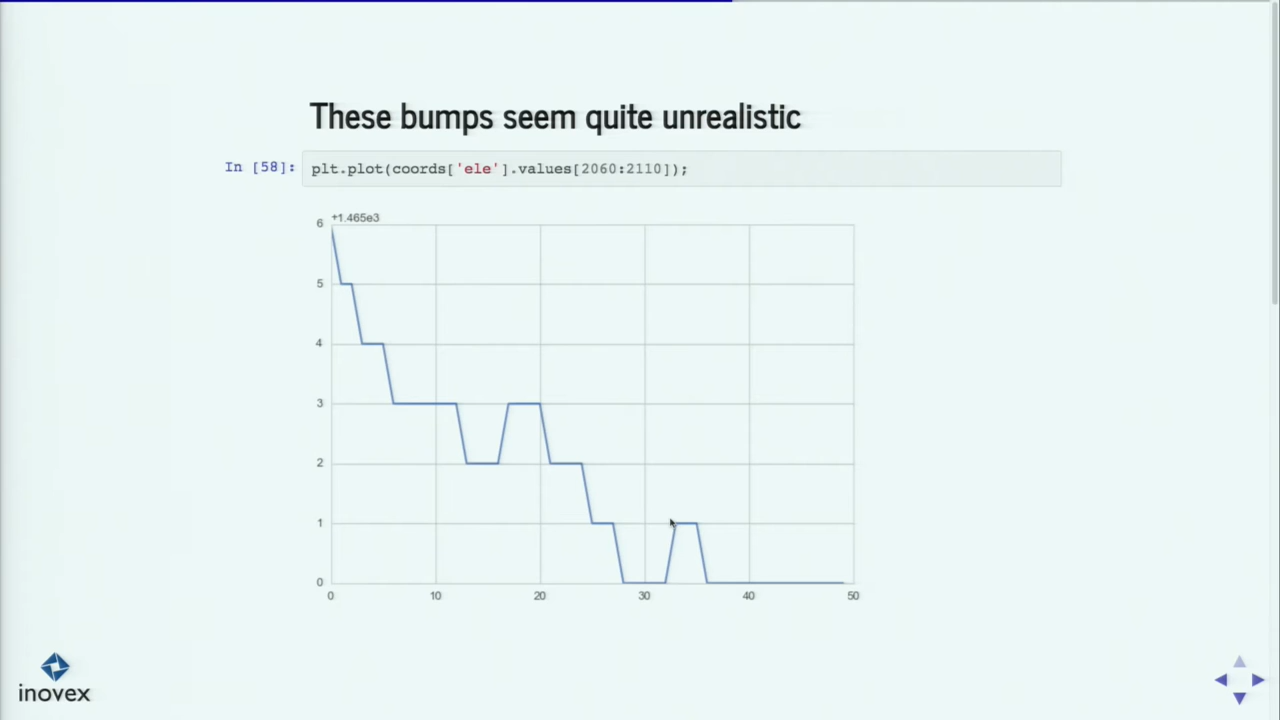 These bumps seem quite unrealistic
In [58]: plt.plot(coords['ele'].values[2060:2110]);
+1.465e3
6
5
4
3
2
1
0
0 10 20 30 40 50
inovex